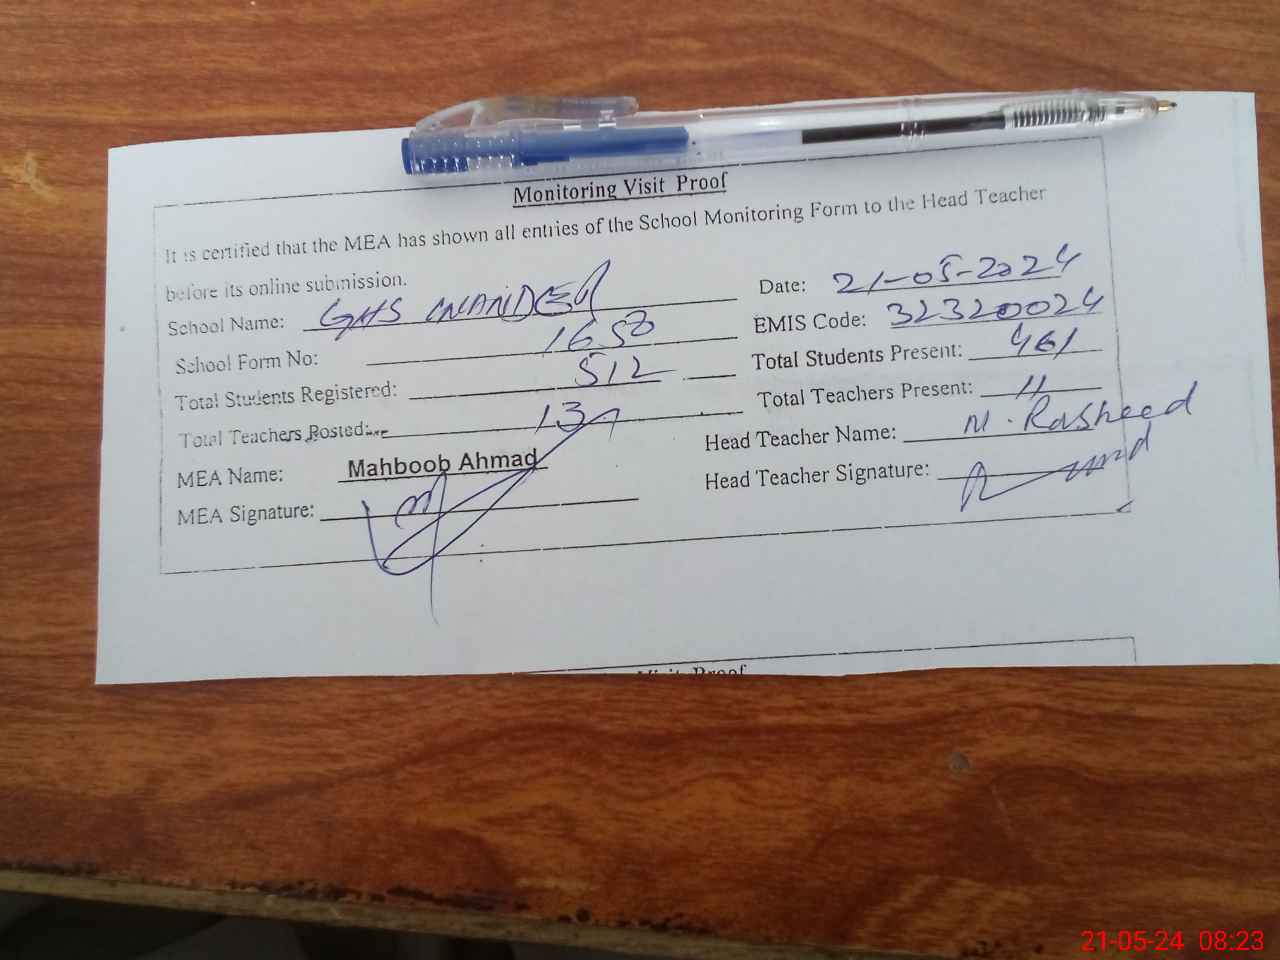 Monitoring Visit Proof
It is certified that the MEA has shown all entries of the School Monitoring Form to the Head Teacher
before its online submission.
Date: 21-05-2024
School Name: GHS
EMIS Code: 32320024
School Form No: 1658
Total Students Present: 461
Total Students Registered: 512
Total Teachers Present: 11
Total Teachers Posted: 13
Head Teacher Name: M. Rasheed
MEA Name: Mahboob Ahmad
Head Teacher Signature:
MEA Signature:
Visit Proof
21-05-24 08:23